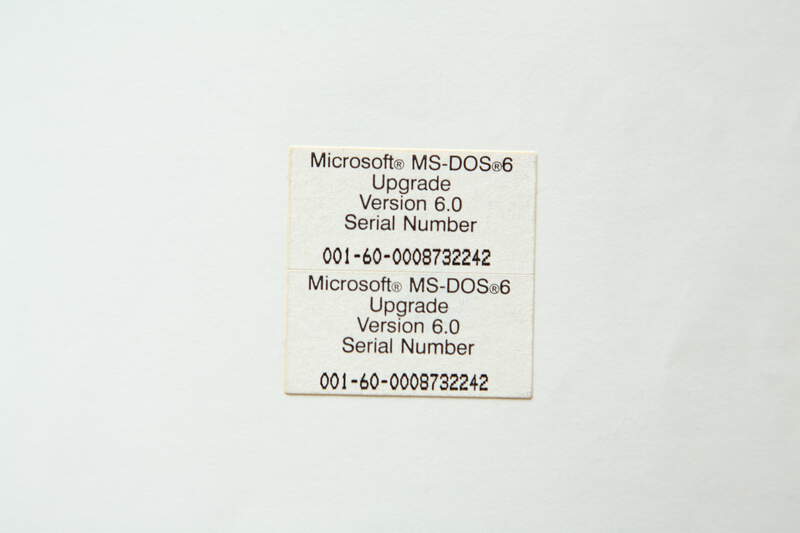 Microsoft® MS-DOS®6
Upgrade
Version 6.0
Serial Number
001-60-0008732242
Microsoft® MS-DOS®6
Upgrade
Version 6.0
Serial Number
001-60-0008732242